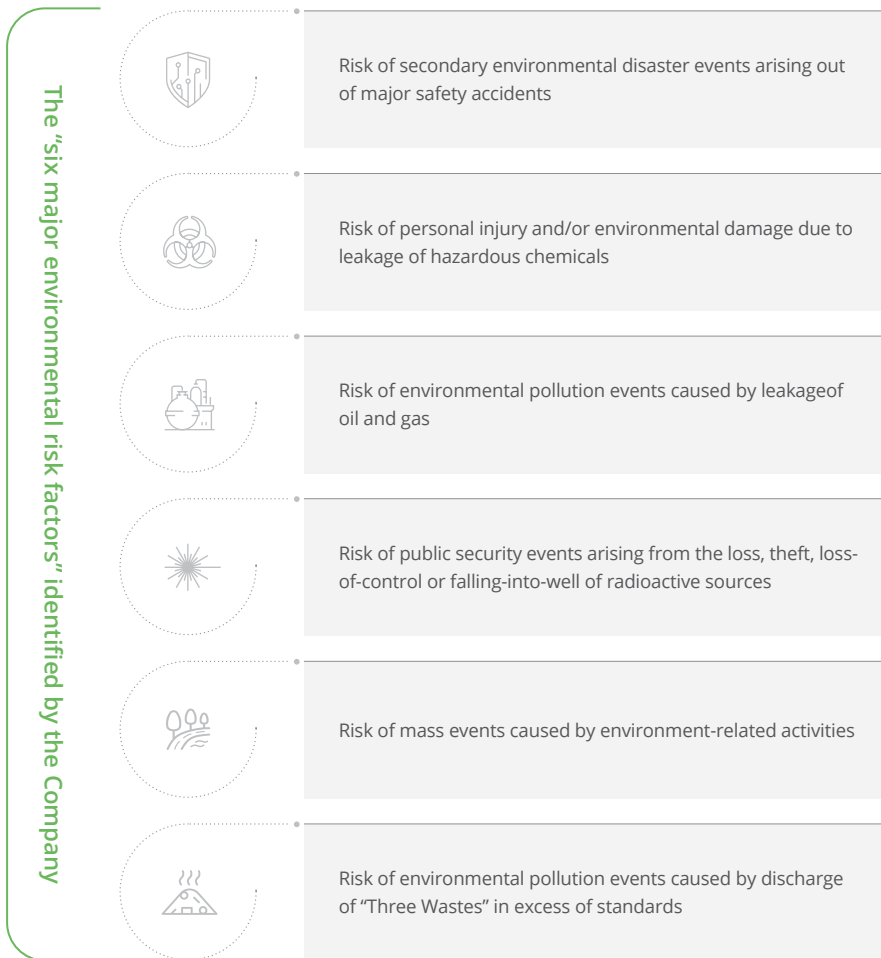 The “six major environmental risk factors” identified by the Company
Risk of secondary environmental disaster events arising out
of major safety accidents
Risk of personal injury and/or environmental damage due to
leakage of hazardous chemicals
Risk of environmental pollution events caused by leakageof
oil and gas
Risk of public security events arising from the loss, theft, loss-
of-control or falling-into-well of radioactive sources
Risk of mass events caused by environment-related activities
Risk of environmental pollution events caused by discharge
of “Three Wastes” in excess of standards